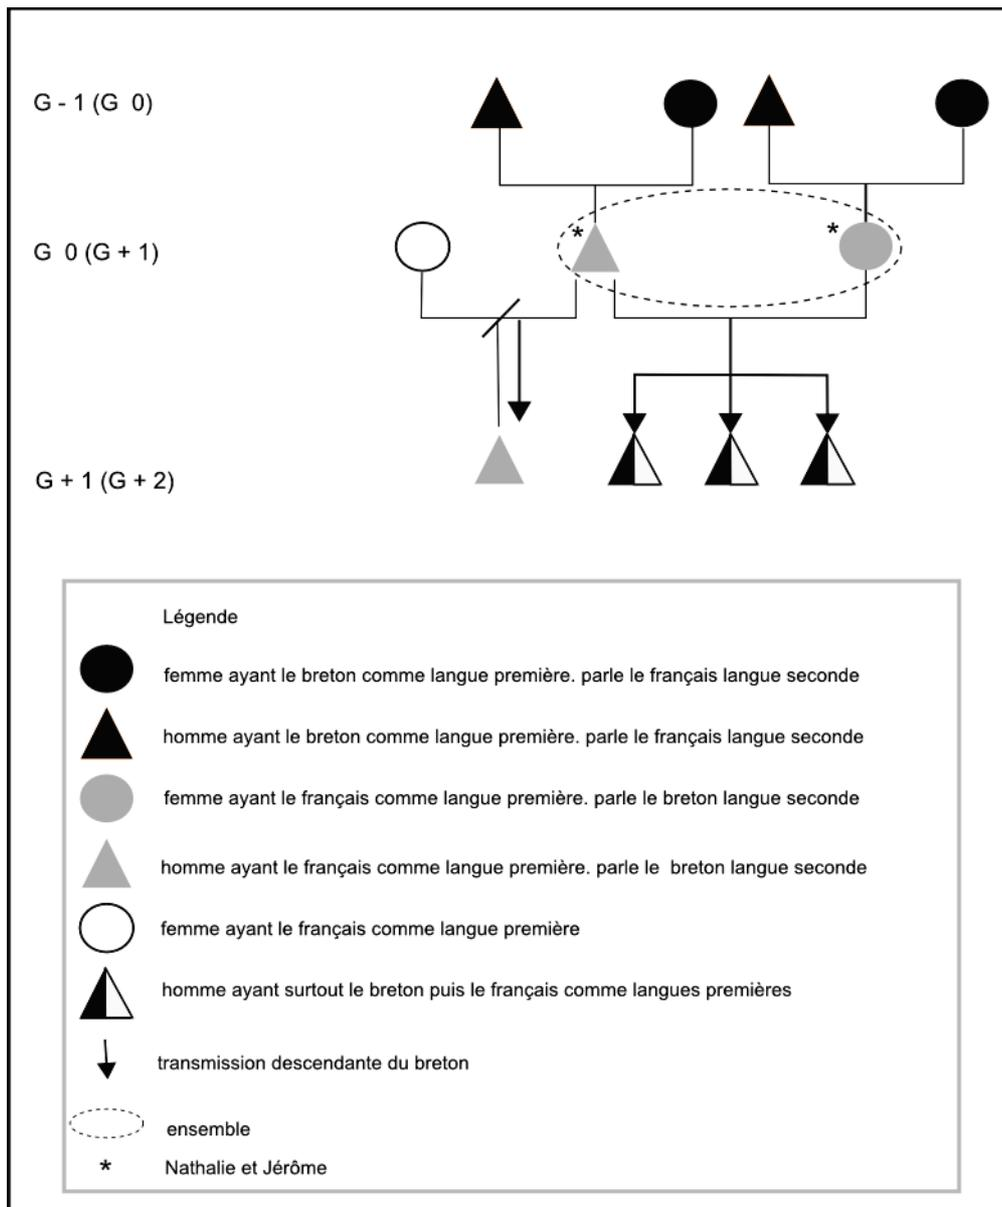 G - 1 (G 0)
*
*
G 0 (G + 1)
G + 1 (G + 2)
Légende
femme ayant le breton comme langue première. parle le français langue seconde
homme ayant le breton comme langue première. parle le français langue seconde
femme ayant le français comme langue première. parle le breton langue seconde
homme ayant le français comme langue première. parle le breton langue seconde
femme ayant le français comme langue première
homme ayant surtout le breton puis le français comme langues premières
transmission descendante du breton
ensemble
* Nathalie et Jérôme